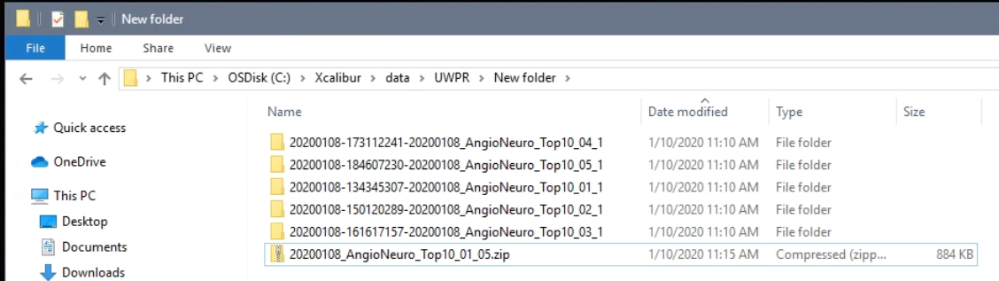 New folder
File Home Share View
This PC > OSDisk (C:) > Xcalibur > data > UWPR > New folder >
Name Date modified Type Size
Quick access
OneDrive
This PC
Desktop
Documents
Downloads
20200108-173112241-20200108_AngioNeuro_Top10_04_1 1/10/2020 11:10 AM File folder
20200108-184607230-20200108_AngioNeuro_Top10_05_1 1/10/2020 11:10 AM File folder
20200108-134345307-20200108_AngioNeuro_Top10_01_1 1/10/2020 11:10 AM File folder
20200108-150120289-20200108_AngioNeuro_Top10_02_1 1/10/2020 11:10 AM File folder
20200108-161617157-20200108_AngioNeuro_Top10_03_1 1/10/2020 11:10 AM File folder
20200108_AngioNeuro_Top10_01_05.zip 1/10/2020 11:15 AM Compressed (zipp... 884 KB